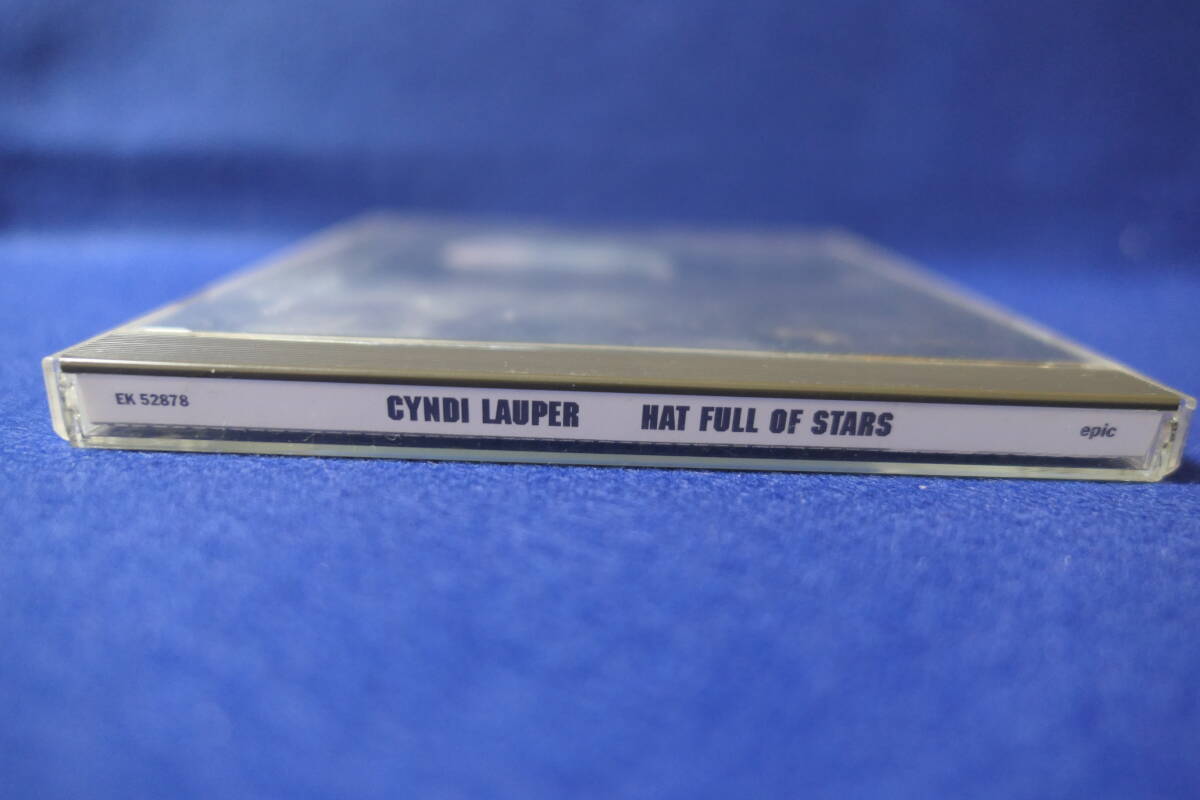 EK 52878 CYNDI LAUPER HAT FULL OF STARS epic